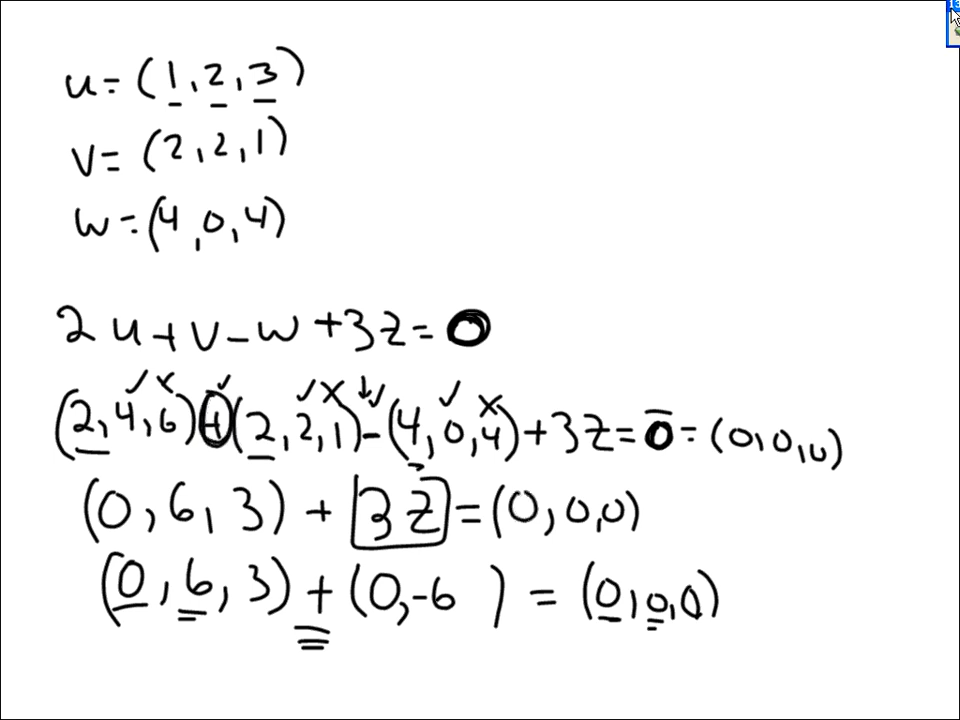 u = (1, 2, 3)
v = (2, 2, 1)
w = (4, 0, 4)
2u + v - w + 3z = 0
(2, 4, 6) + (2, 2, 1) - (4, 0, 4) + 3z = 0̅ = (0, 0, 0)
(0, 6, 3) + 3z = (0, 0, 0)
(0, 6, 3) + (0, -6 ) = (0, 0, 0)